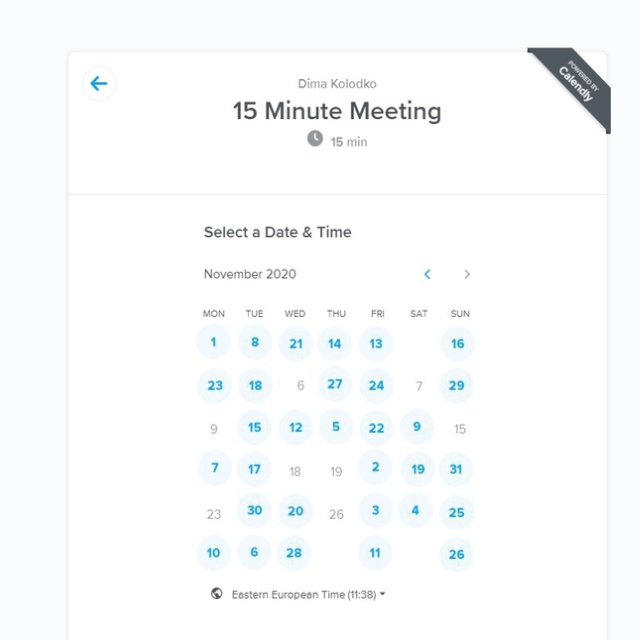 POWERED BY
Calendly
Dima Kolodko
15 Minute Meeting
15 min
Select a Date & Time
November 2020
MON TUE WED THU FRI SAT SUN
1 8 21 14 13 16
23 18 6 27 24 7 29
9 15 12 5 22 9 15
7 17 18 19 2 19 31
23 30 20 26 3 4 25
10 6 28 11 26
Eastern European Time (11:38)